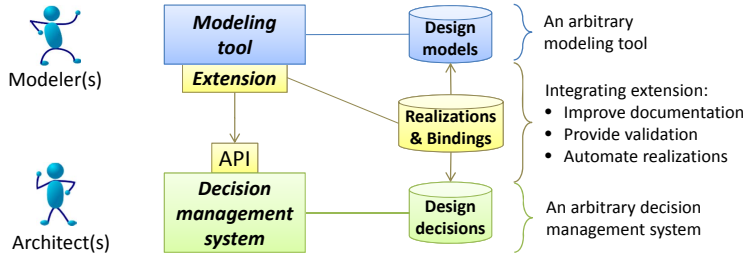 Modeler(s)
Modeling
tool
Extension
Design
models
An arbitrary
modeling tool
Realizations
& Bindings
Integrating extension:
• Improve documentation
• Provide validation
• Automate realizations
API
Architect(s)
Decision
management
system
Design
decisions
An arbitrary decision
management system